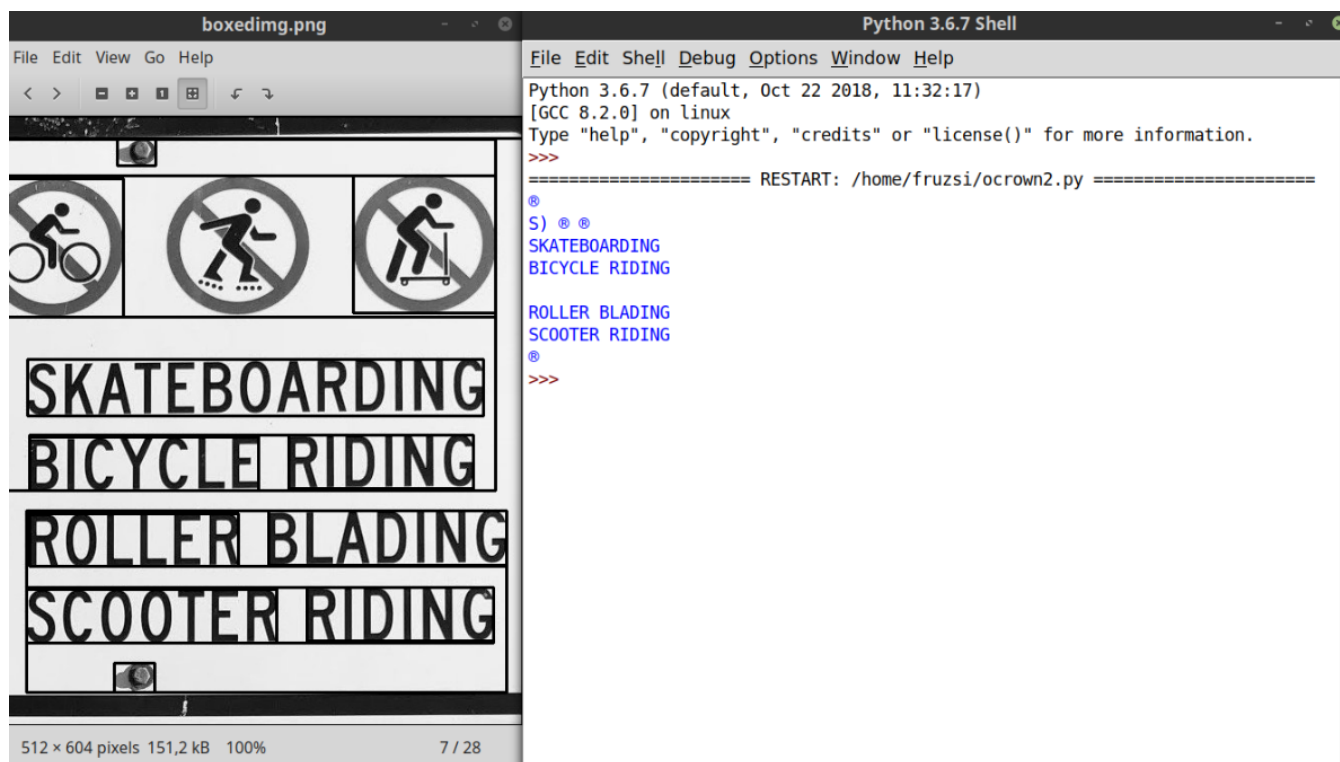 boxedimg.png
File Edit View Go Help
512 × 604 pixels 151,2 kB 100% 7 / 28
SKATEBOARDING
BICYCLE RIDING
ROLLER BLADING
SCOOTER RIDING
Python 3.6.7 Shell
File Edit Shell Debug Options Window Help
Python 3.6.7 (default, Oct 22 2018, 11:32:17)
[GCC 8.2.0] on linux
Type "help", "copyright", "credits" or "license()" for more information.
>>>
====================== RESTART: /home/fruzsi/ocrown2.py ======================
®
S) ® ®
SKATEBOARDING
BICYCLE RIDING
ROLLER BLADING
SCOOTER RIDING
®
>>>